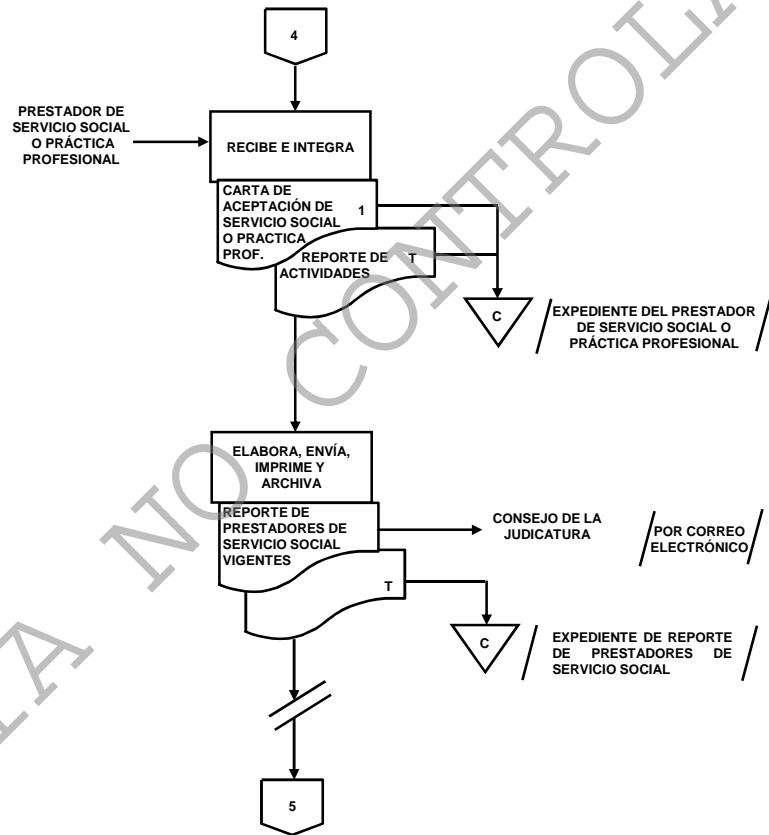 4
PRESTADOR DE
SERVICIO SOCIAL
O PRÁCTICA
PROFESIONAL
RECIBE E INTEGRA
CARTA DE
ACEPTACIÓN DE
SERVICIO SOCIAL
O PRACTICA
PROF.
1
REPORTE DE
ACTIVIDADES
T
C
EXPEDIENTE DEL PRESTADOR
DE SERVICIO SOCIAL O
PRÁCTICA PROFESIONAL
ELABORA, ENVÍA,
IMPRIME Y
ARCHIVA
REPORTE DE
PRESTADORES DE
SERVICIO SOCIAL
VIGENTES
CONSEJO DE LA
JUDICATURA
POR CORREO
ELECTRÓNICO
T
C
EXPEDIENTE DE REPORTE
DE PRESTADORES DE
SERVICIO SOCIAL
5
IA NO CONTROLA